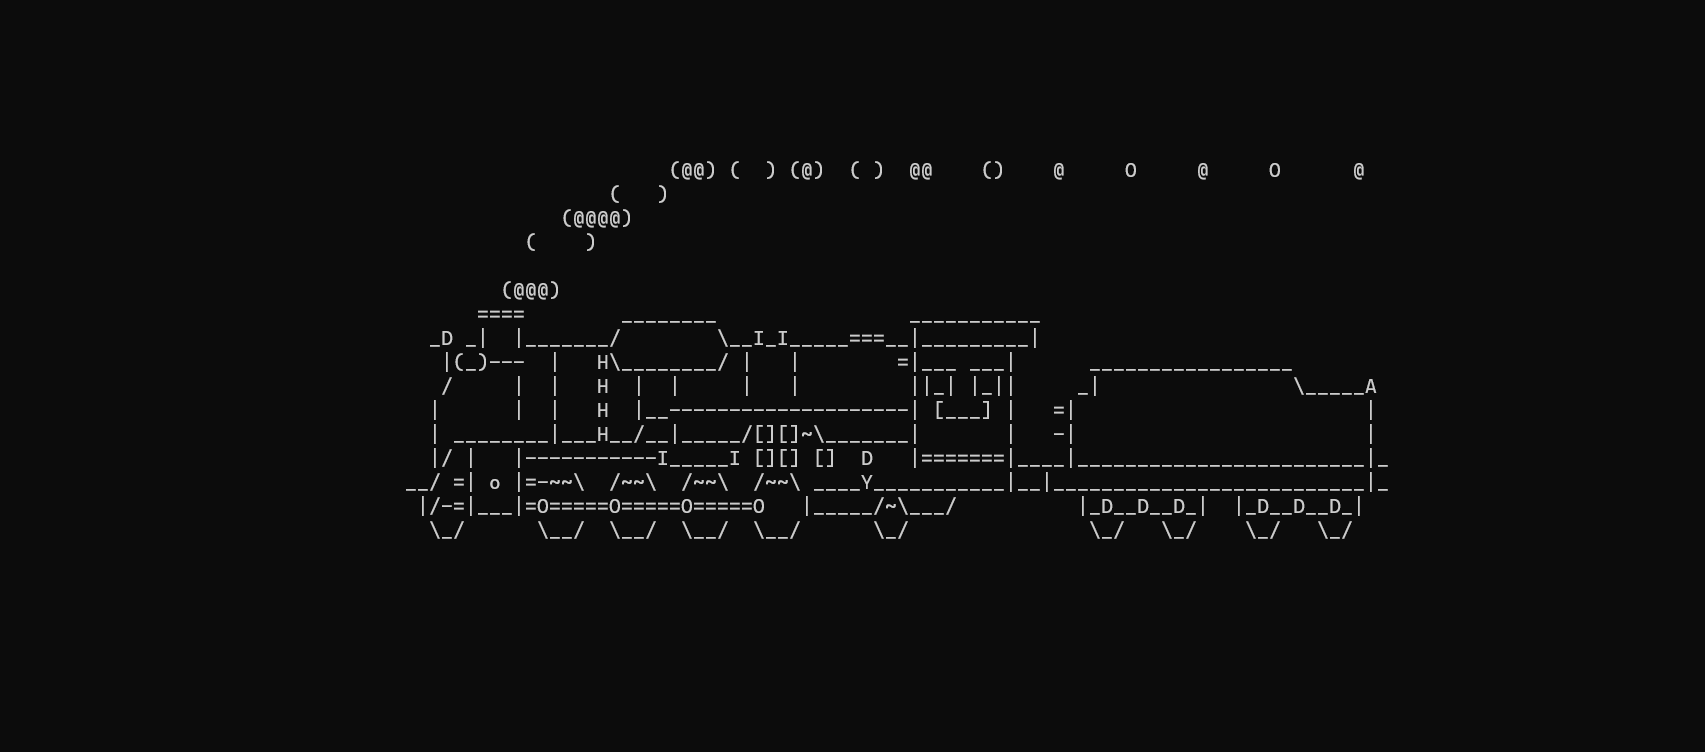 (@@) (  ) (@)  ( )  @@    ()    @     O     @     O      @
                 (   )
             (@@@@)
          (    )

        (@@@)
      ====        ________                ___________
  _D _|  |_______/        \__I_I_____===__|_________|
   |(_)---  |   H\________/ |   |        =|___ ___|      _________________
   /     |  |   H  |  |     |   |         ||_| |_||     _|                \_____A
  |      |  |   H  |__--------------------| [___] |   =|                        |
  | ________|___H__/__|_____/[][]~\_______|       |   -|                        |
  |/ |   |-----------I_____I [][] []  D   |=======|____|________________________|_
__/ =| o |=-~~\  /~~\  /~~\  /~~\ ____Y___________|__|__________________________|_
 |/-=|___|=O=====O=====O=====O   |_____/~\___/          |_D__D__D_|  |_D__D__D_|
  \_/      \__/  \__/  \__/  \__/      \_/               \_/   \_/    \_/   \_/